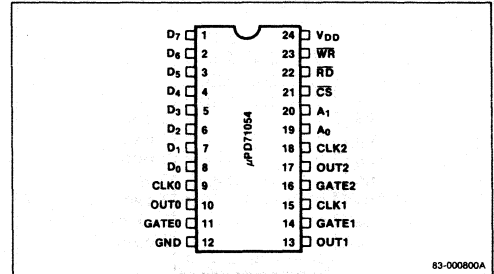 D7 1 24 VDD
D6 2 23 WR
D5 3 22 RD
D4 4 21 CS
D3 5 20 A1
D2 6 19 A0
D1 7 18 CLK2
D0 8 17 OUT2
CLK0 9 16 GATE2
OUT0 10 15 CLK1
GATE0 11 14 GATE1
GND 12 13 OUT1
μPD71054
83-000800A